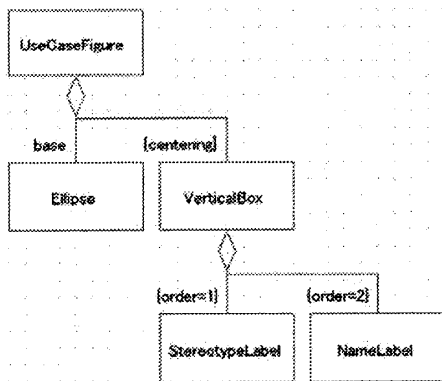 UseCaseFigure
base {centering}
Ellipse VerticalBox
{order=1} {order=2}
StereotypeLabel NameLabel